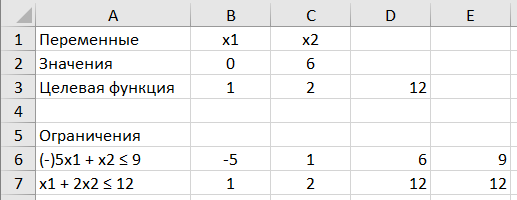 A B C D E
1 Переменные x1 x2
2 Значения 0 6
3 Целевая функция 1 2 12
4
5 Ограничения
6 (-)5x1 + x2 ≤ 9 -5 1 6 9
7 x1 + 2x2 ≤ 12 1 2 12 12